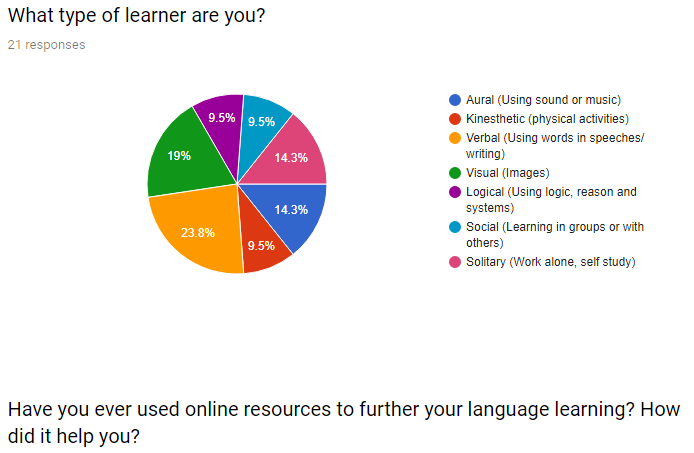 What type of learner are you?
21 responses
9.5%
9.5%
19%
14.3%
14.3%
23.8%
9.5%
Aural (Using sound or music)
Kinesthetic (physical activities)
Verbal (Using words in speeches/
writing)
Visual (Images)
Logical (Using logic, reason and
systems)
Social (Learning in groups or with
others)
Solitary (Work alone, self study)
Have you ever used online resources to further your language learning? How
did it help you?